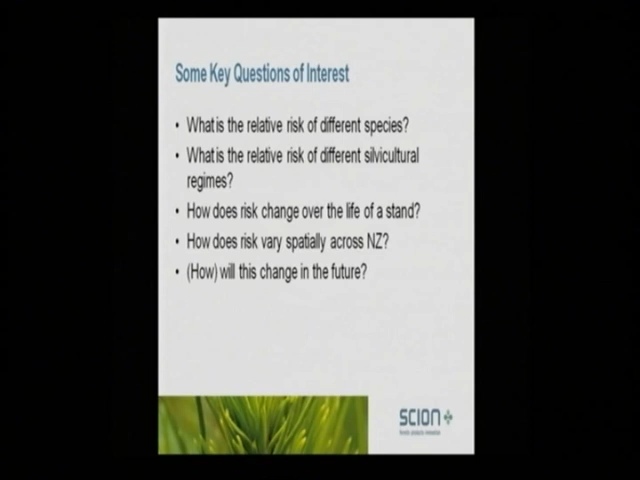 Some Key Questions of Interest
• What is the relative risk of different species?
• What is the relative risk of different silvicultural
regimes?
• How does risk change over the life of a stand?
• How does risk vary spatially across NZ?
• (How) will this change in the future?
SCION